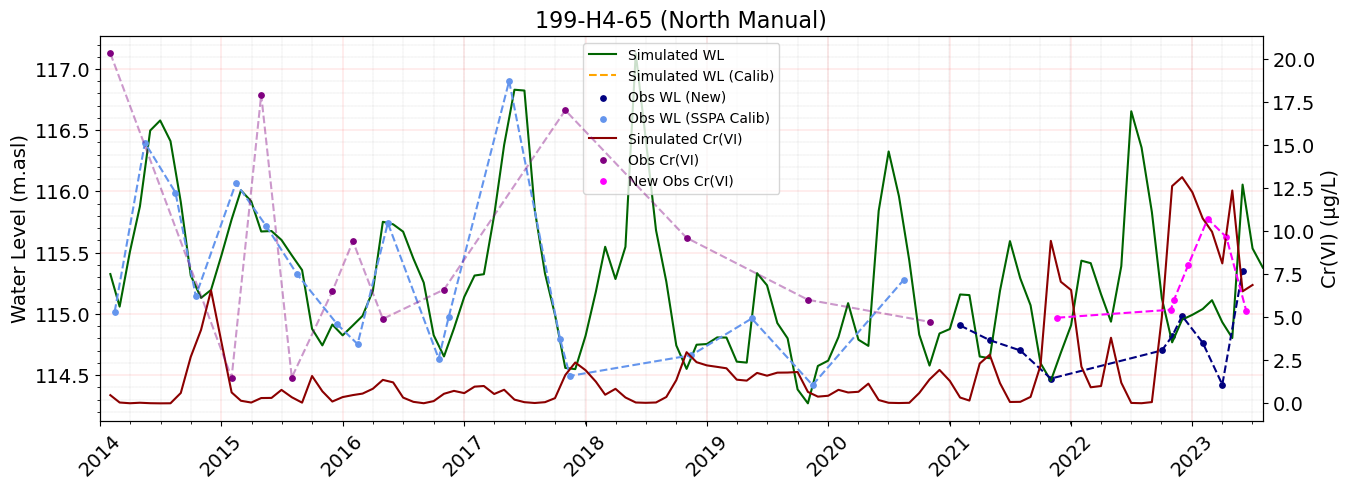 199-H4-65 (North Manual)
Simulated WL
Simulated WL (Calib)
Obs WL (New)
Obs WL (SSPA Calib)
Simulated Cr(VI)
Obs Cr(VI)
New Obs Cr(VI)
Water Level (m.asl)
117.0
116.5
116.0
115.5
115.0
114.5
20.0
17.5
15.0
12.5
10.0
7.5
5.0
2.5
0.0
Cr(VI) (µg/L)
2014
2015
2016
2017
2018
2019
2020
2021
2022
2023